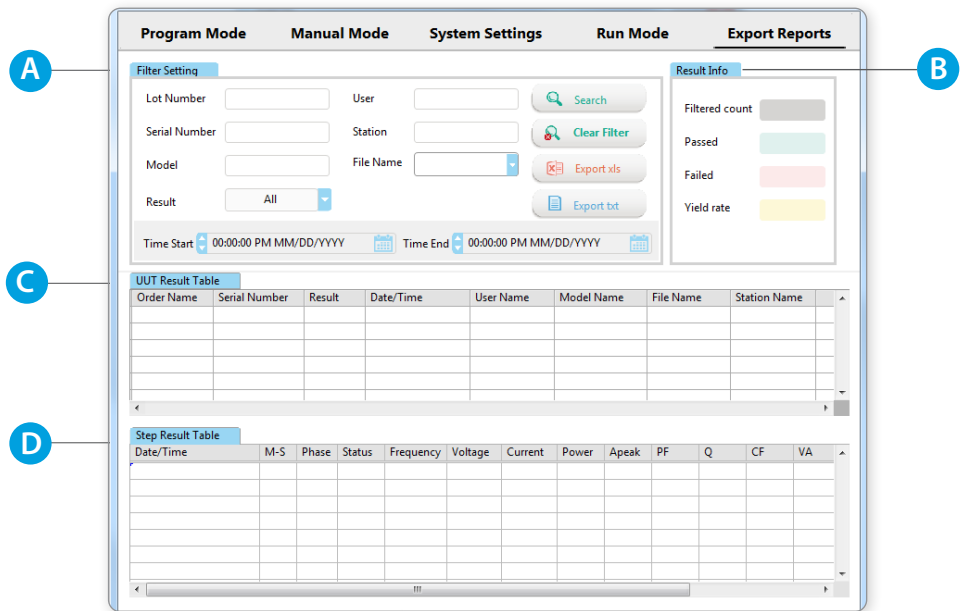 Program Mode Manual Mode System Settings Run Mode Export Reports
A
Filter Setting
Result Info
B
Lot Number User Search
Filtered count
Serial Number Station Clear Filter
Passed
Model File Name Export xls
Failed
Result All Export txt
Yield rate
Time Start 00:00:00 PM MM/DD/YYYY Time End 00:00:00 PM MM/DD/YYYY
C
UUT Result Table
Order Name Serial Number Result Date/Time User Name Model Name File Name Station Name
D
Step Result Table
Date/Time M-S Phase Status Frequency Voltage Current Power Apeak PF Q CF VA